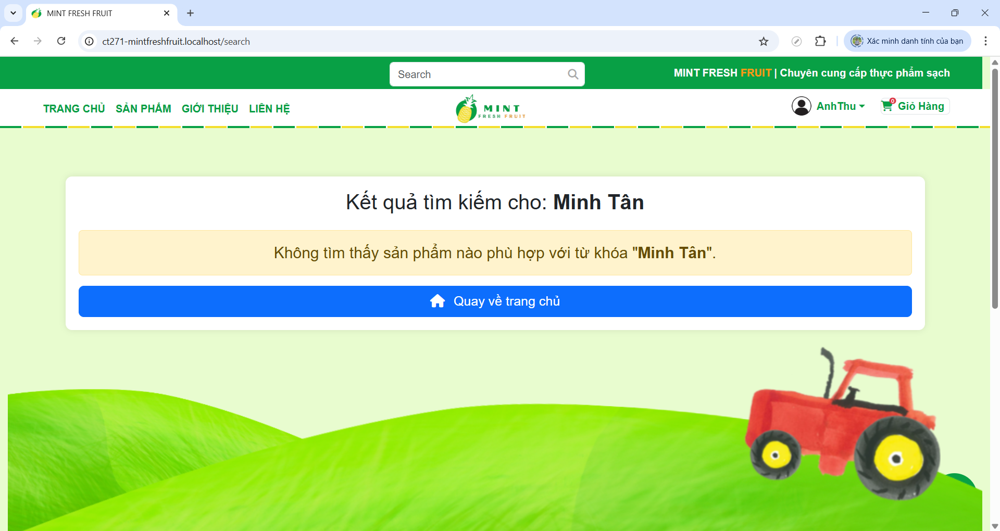 MINT FRESH FRUIT
ct271-mintfreshfruit.localhost/search
Xác minh danh tính của bạn
Search
MINT FRESH FRUIT | Chuyên cung cấp thực phẩm sạch
TRANG CHỦ SẢN PHẨM GIỚI THIỆU LIÊN HỆ
MINT
FRESH FRUIT
AnhThu
0
Giỏ Hàng
Kết quả tìm kiếm cho: Minh Tân
Không tìm thấy sản phẩm nào phù hợp với từ khóa "Minh Tân".
Quay về trang chủ